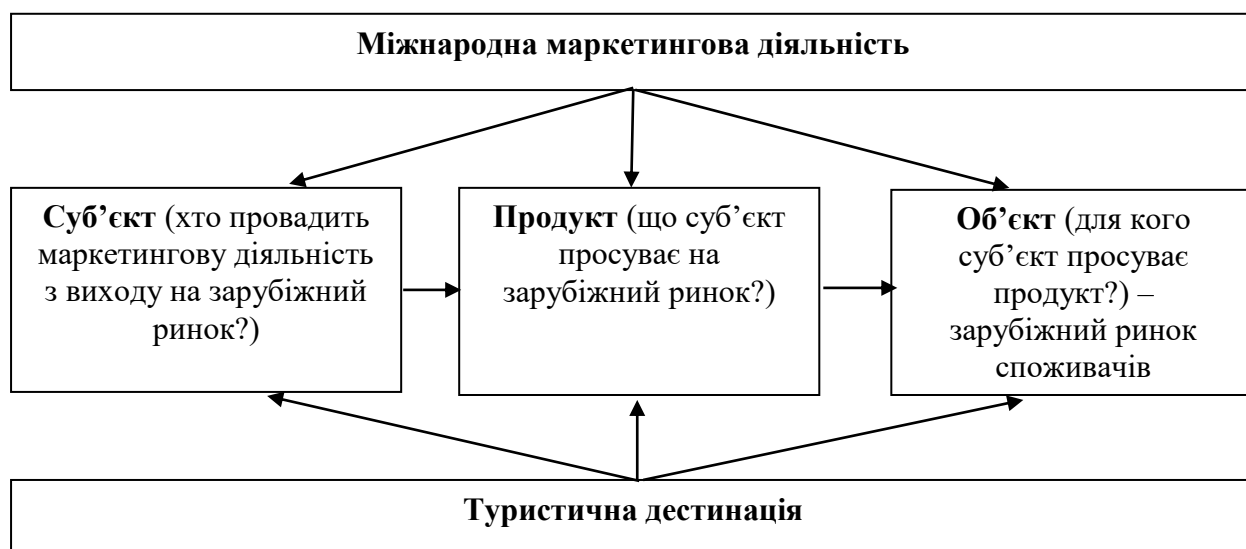 Міжнародна маркетингова діяльність
Суб’єкт (хто провадить
маркетингову діяльність
з виходу на зарубіжний
ринок?)
Продукт (що суб’єкт
просуває на
зарубіжний ринок?)
Об’єкт (для кого
суб’єкт просуває
продукт?) –
зарубіжний ринок
споживачів
Туристична дестинація